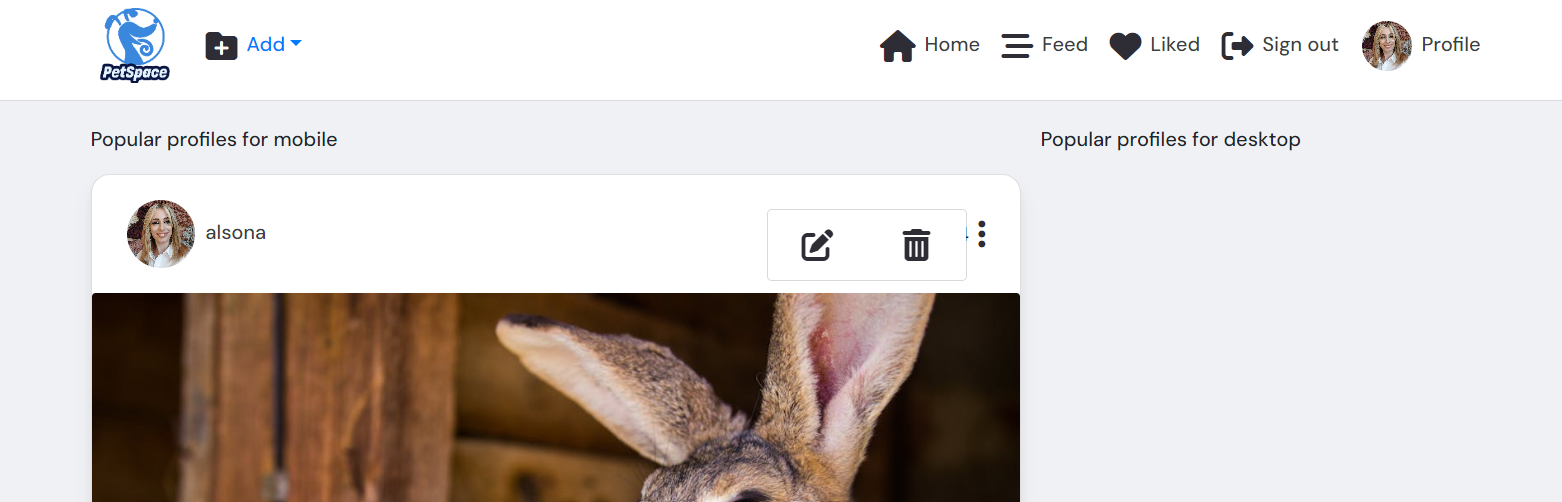 PetSpace
Add
Home
Feed
Liked
Sign out
Profile
Popular profiles for mobile
Popular profiles for desktop
alsona